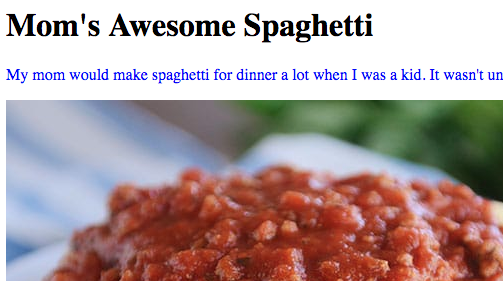 Mom's Awesome Spaghetti
My mom would make spaghetti for dinner a lot when I was a kid. It wasn't un